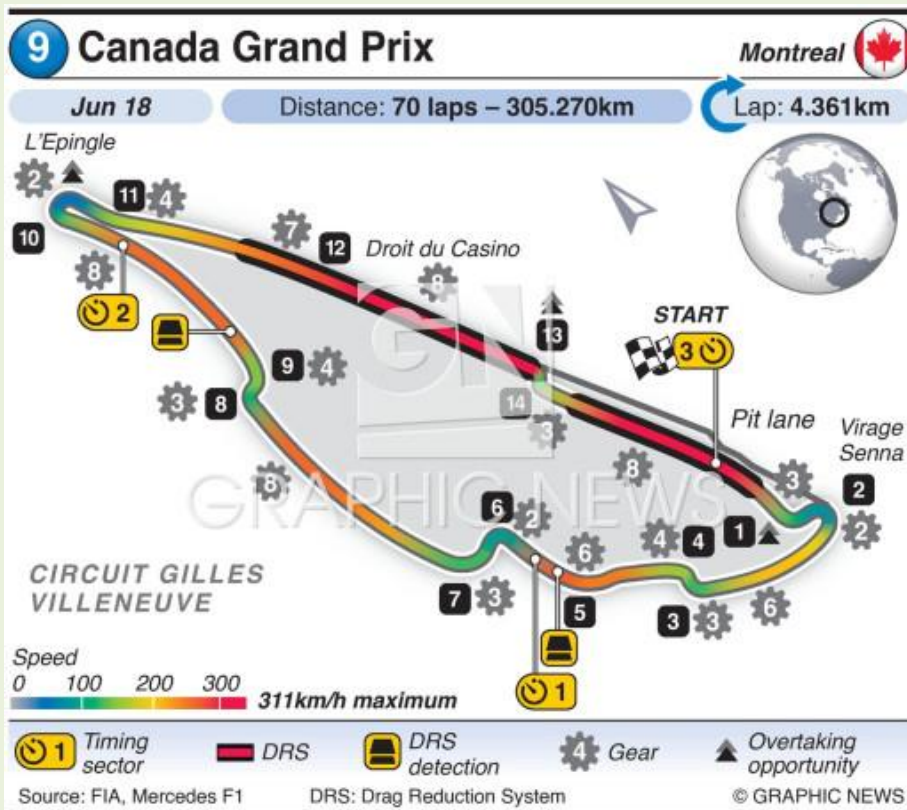 9 Canada Grand Prix
Montreal
Jun 18
Distance: 70 laps – 305.270km
Lap: 4.361km
L'Epingle
2
11
4
7
12
Droit du Casino
10
8
8
2
13
START
3
9
4
8
3
14
3
Pit lane
Virage
Senna
8
3
2
8
6
2
4
4
1
2
GN
GRAPHIC NEWS
6
CIRCUIT GILLES
VILLENEUVE
7
3
5
3
3
6
1
Speed
0 100 200 300
311km/h maximum
1 Timing
sector
DRS
DRS
detection
4 Gear
Overtaking
opportunity
Source: FIA, Mercedes F1
DRS: Drag Reduction System
© GRAPHIC NEWS